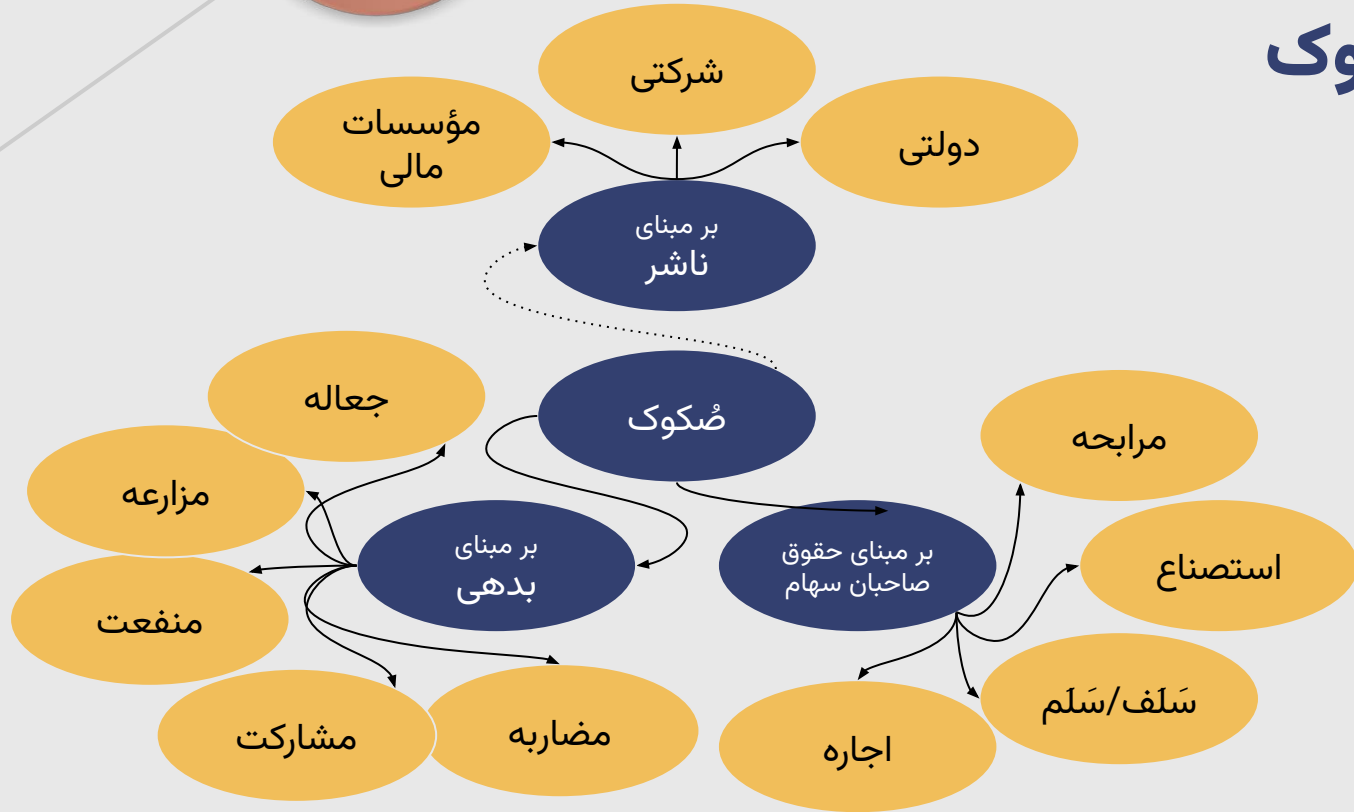 شرکتی
مؤسسات
مالی
دولتی
بر مبنای
ناشر
صُکوک
جعاله
مزارعه
منفعت
مشارکت
مضاربه
بر مبنای
بدهی
بر مبنای حقوق
صاحبان سهام
مرابحه
استصناع
سَلَف/سَلَم
اجاره